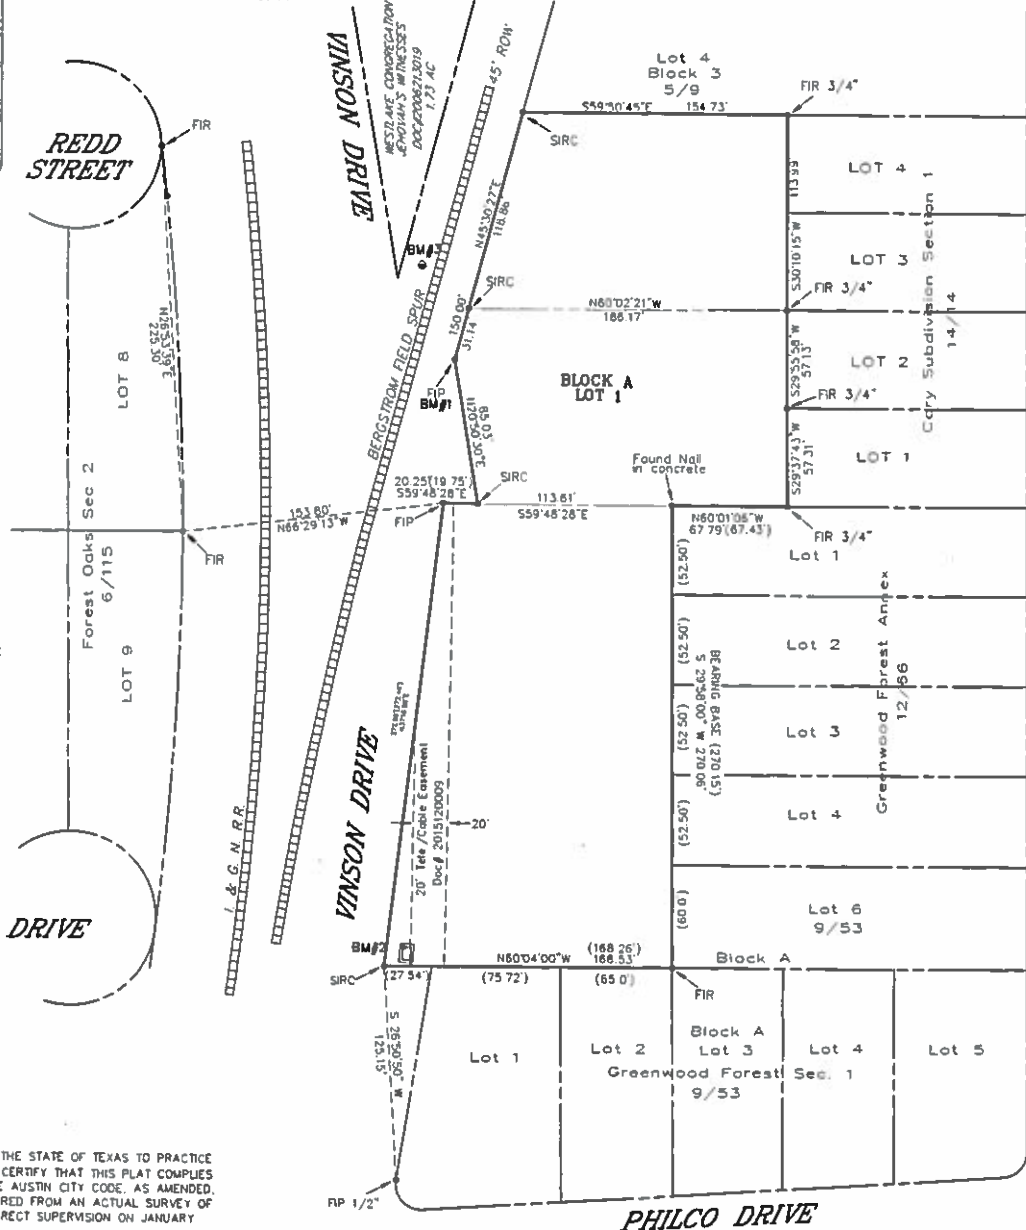 REDD
STREET
FIR
VINSON DRIVE
WESTLAKE CONGREGATION
JEHOVAH'S WITNESSES
DOC#2006213019
1.73 AC
45' ROW
Lot 4
Block 3
5/9
FIR 3/4"
S59°50'45"E 154.73'
SIRC
LOT 4
113.99
N45°30'27"E
118.86
BM#3
LOT 3
S30°10'15"W
Cary Subdivision Section 1
14/14
SIRC
FIR 3/4"
N60°02'21"W
166.17'
150.00'
31.14
N26°53'39"E
225.30
LOT 8
BERGSTROM FIELD SPUR
FIP
BM#1
BLOCK A
LOT 1
S29°55'58"W
57.13'
LOT 2
FIR 3/4"
85.03'
S29°37'43"W
57.31'
LOT 1
Found Nail
in concrete
SIRC
20.25'(19.75')
S59°48'28"E
113.61'
S59°48'28"E
N60°01'05"W
67.79'(67.43')
FIR 3/4"
153.80'
N66°29'13"W
FIP
FIR
Forest Oaks Sec 2
6/115
LOT 9
Lot 1
(52.50')
Lot 2
(52.50')
BEARING BASE (270.15')
S 29°58'00" W 270.06'
Greenwood Forest Annex
12/66
Lot 3
(52.50')
Lot 4
(52.50')
VINSON DRIVE
20' Tele/Cable Easement
Doc# 2015120009
20'
I. & G. N. R.R.
DRIVE
(60.0')
Lot 6
9/53
BM#2
SIRC
(27.54')
N60°04'00"W
(168.26')
168.53'
(75.72')
(65.0')
Block A
FIR
S 26°50'50" W
125.15'
Lot 1
Lot 2
Block A
Lot 3
Lot 4
Lot 5
Greenwood Forest Sec. 1
9/53
FIP 1/2"
PHILCO DRIVE
THE STATE OF TEXAS TO PRACTICE
CERTIFY THAT THIS PLAT COMPLIES
AUSTIN CITY CODE, AS AMENDED,
RED FROM AN ACTUAL SURVEY OF
RECT SUPERVISION ON JANUARY